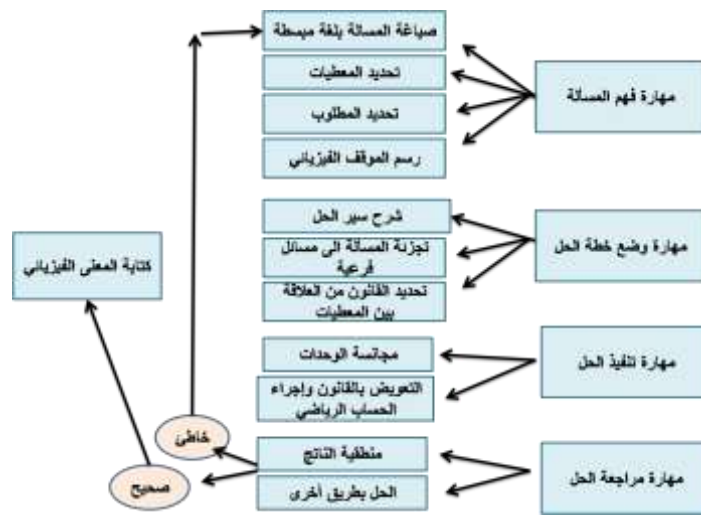 صياغة المسألة بلغة مبسطة
تحديد المعطيات
تحديد المطلوب
رسم الموقف الفيزيائي
مهارة فهم المسألة
شرح سير الحل
تجزئة المسألة الى مسائل
فرعية
تحديد القانون من العلاقة
بين المعطيات
مهارة وضع خطة الحل
كتابة المعنى الفيزيائي
مجانسة الوحدات
التعويض بالقانون وإجراء
الحساب الرياضي
مهارة تنفيذ الحل
خاطئ
صحيح
منطقية الناتج
الحل بطريق أخرى
مهارة مراجعة الحل